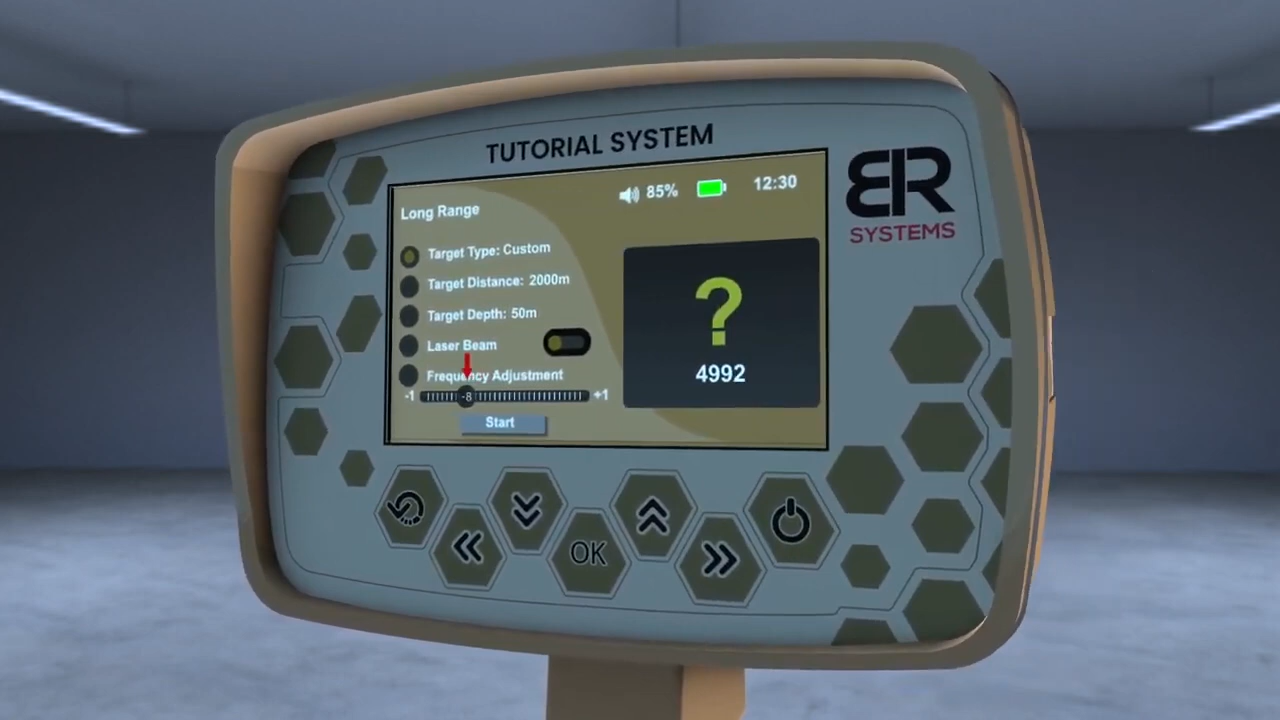 TUTORIAL SYSTEM
BR
SYSTEMS
85%
12:30
Long Range
Target Type: Custom
Target Distance: 2000m
Target Depth: 50m
Laser Beam
Frequency Adjustment
-1
-8
+1
Start
?
4992
OK